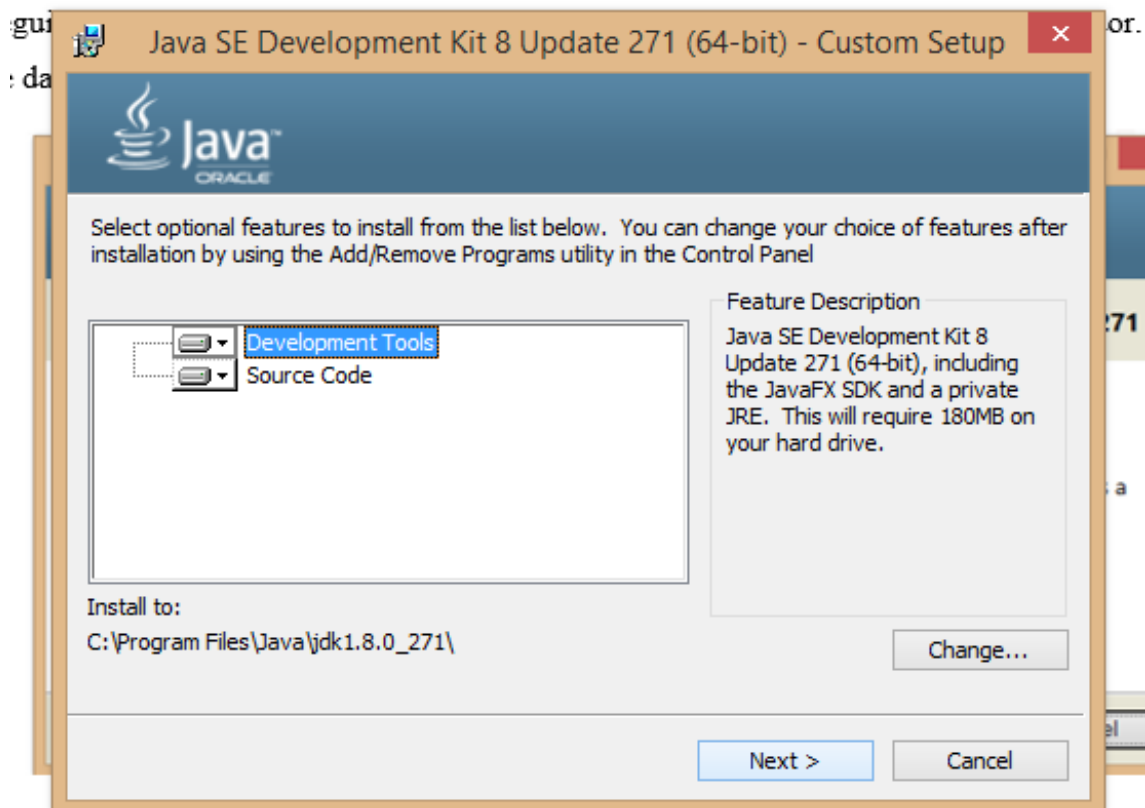 Java SE Development Kit 8 Update 271 (64-bit) - Custom Setup
or.
Java™
ORACLE
Select optional features to install from the list below. You can change your choice of features after
installation by using the Add/Remove Programs utility in the Control Panel
Development Tools
Source Code
Feature Description
Java SE Development Kit 8
Update 271 (64-bit), including
the JavaFX SDK and a private
JRE. This will require 180MB on
your hard drive.
271
a
Install to:
C:\Program Files\Java\jdk1.8.0_271\
Change...
Next >
Cancel